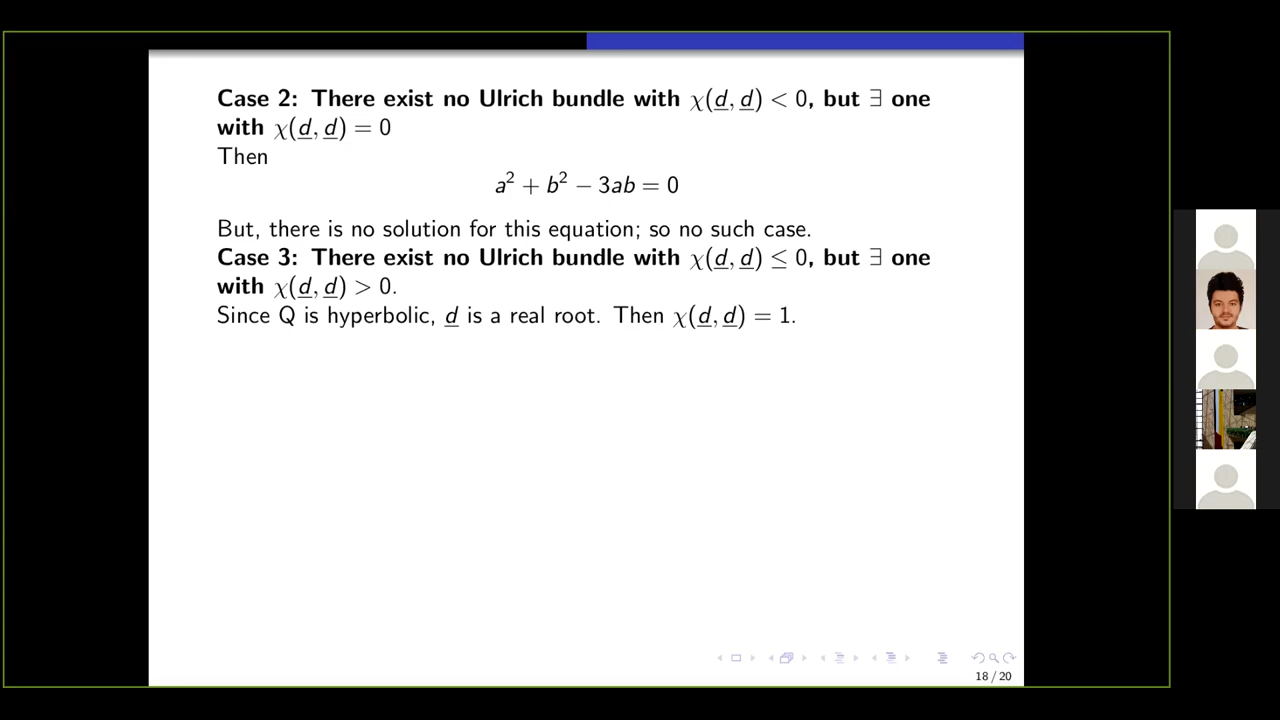 Case 2: There exist no Ulrich bundle with χ(d̲, d̲) < 0, but ∃ one
with χ(d̲, d̲) = 0
Then
a² + b² − 3ab = 0
But, there is no solution for this equation; so no such case.
Case 3: There exist no Ulrich bundle with χ(d̲, d̲) ≤ 0, but ∃ one
with χ(d̲, d̲) > 0.
Since Q is hyperbolic, d̲ is a real root. Then χ(d̲, d̲) = 1.
18 / 20